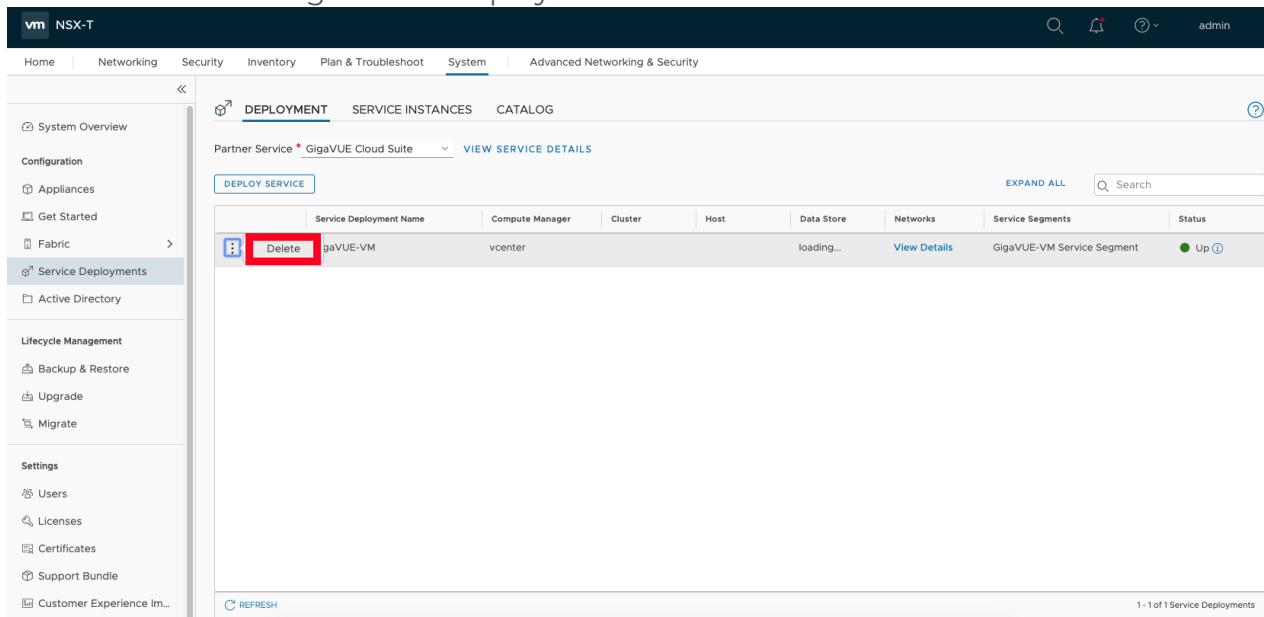 vm NSX-T admin
Home Networking Security Inventory Plan & Troubleshoot System Advanced Networking & Security
«
DEPLOYMENT SERVICE INSTANCES CATALOG
Partner Service * GigaVUE Cloud Suite VIEW SERVICE DETAILS
DEPLOY SERVICE EXPAND ALL Search
Service Deployment Name Compute Manager Cluster Host Data Store Networks Service Segments Status
Delete gaVUE-VM vcenter loading... View Details GigaVUE-VM Service Segment Up
REFRESH 1 - 1 of 1 Service Deployments
System Overview
Configuration
Appliances
Get Started
Fabric >
Service Deployments
Active Directory
Lifecycle Management
Backup & Restore
Upgrade
Migrate
Settings
Users
Licenses
Certificates
Support Bundle
Customer Experience Im...